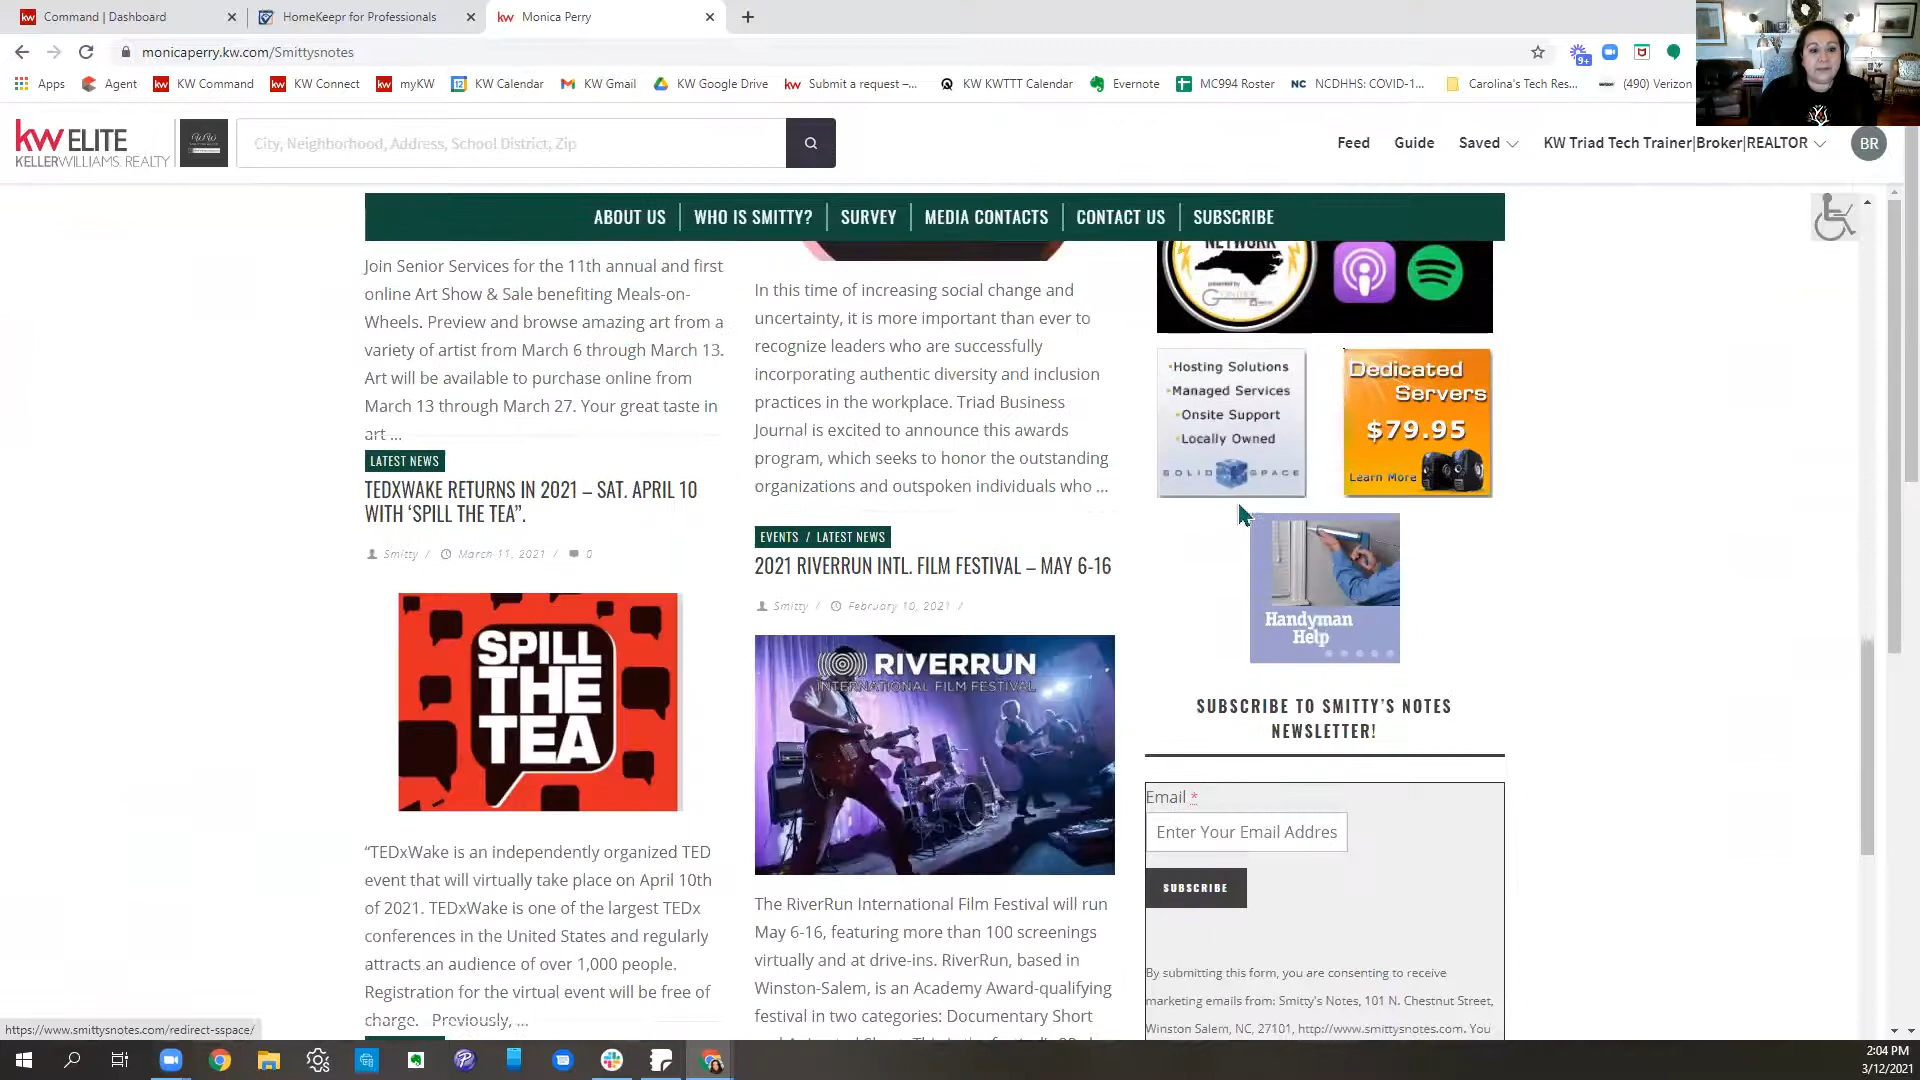 Command | Dashboard
HomeKeepr for Professionals
Monica Perry
monicaperry.kw.com/Smittysnotes
9+
Apps
Agent
KW Command
KW Connect
myKW
KW Calendar
KW Gmail
KW Google Drive
Submit a request –...
KW KWTTT Calendar
Evernote
MC994 Roster
NCDHHS: COVID-1...
Carolina's Tech Res...
(490) Verizon
kw ELITE
KELLERWILLIAMS. REALTY
City, Neighborhood, Address, School District, Zip
Feed
Guide
Saved
KW Triad Tech Trainer|Broker|REALTOR
BR
ABOUT US
WHO IS SMITTY?
SURVEY
MEDIA CONTACTS
CONTACT US
SUBSCRIBE
Join Senior Services for the 11th annual and first
online Art Show & Sale benefiting Meals-on-
Wheels. Preview and browse amazing art from a
variety of artist from March 6 through March 13.
Art will be available to purchase online from
March 13 through March 27. Your great taste in
art ...
LATEST NEWS
TEDXWAKE RETURNS IN 2021 – SAT. APRIL 10
WITH ‘SPILL THE TEA”.
Smitty / March 11, 2021 / 0
SPILL
THE
TEA
“TEDxWake is an independently organized TED
event that will virtually take place on April 10th
of 2021. TEDxWake is one of the largest TEDx
conferences in the United States and regularly
attracts an audience of over 1,000 people.
Registration for the virtual event will be free of
charge. Previously, ...
In this time of increasing social change and
uncertainty, it is more important than ever to
recognize leaders who are successfully
incorporating authentic diversity and inclusion
practices in the workplace. Triad Business
Journal is excited to announce this awards
program, which seeks to honor the outstanding
organizations and outspoken individuals who ...
EVENTS / LATEST NEWS
2021 RIVERRUN INTL. FILM FESTIVAL – MAY 6-16
Smitty / February 10, 2021 /
RIVERRUN
INTERNATIONAL FILM FESTIVAL
The RiverRun International Film Festival will run
May 6-16, featuring more than 100 screenings
virtually and at drive-ins. RiverRun, based in
Winston-Salem, is an Academy Award-qualifying
festival in two categories: Documentary Short
NETWORK
presented by
Hosting Solutions
Managed Services
Onsite Support
Locally Owned
SOLID SPACE
Dedicated
Servers
$79.95
Learn More
Handyman
Help
SUBSCRIBE TO SMITTY’S NOTES
NEWSLETTER!
Email *
Enter Your Email Addres
SUBSCRIBE
By submitting this form, you are consenting to receive
marketing emails from: Smitty's Notes, 101 N. Chestnut Street,
Winston Salem, NC, 27101, http://www.smittysnotes.com. You
https://www.smittysnotes.com/redirect-sspace/
2:04 PM
3/12/2021